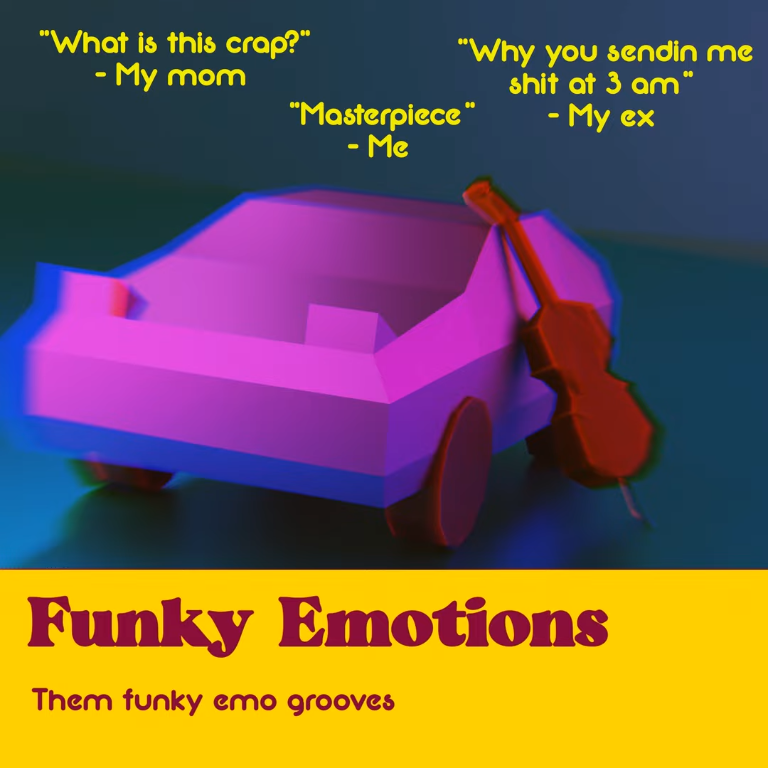 "What is this crap?"
- My mom
"Why you sendin me
shit at 3 am"
- My ex
"Masterpiece"
- Me
Funky Emotions
Them funky emo grooves